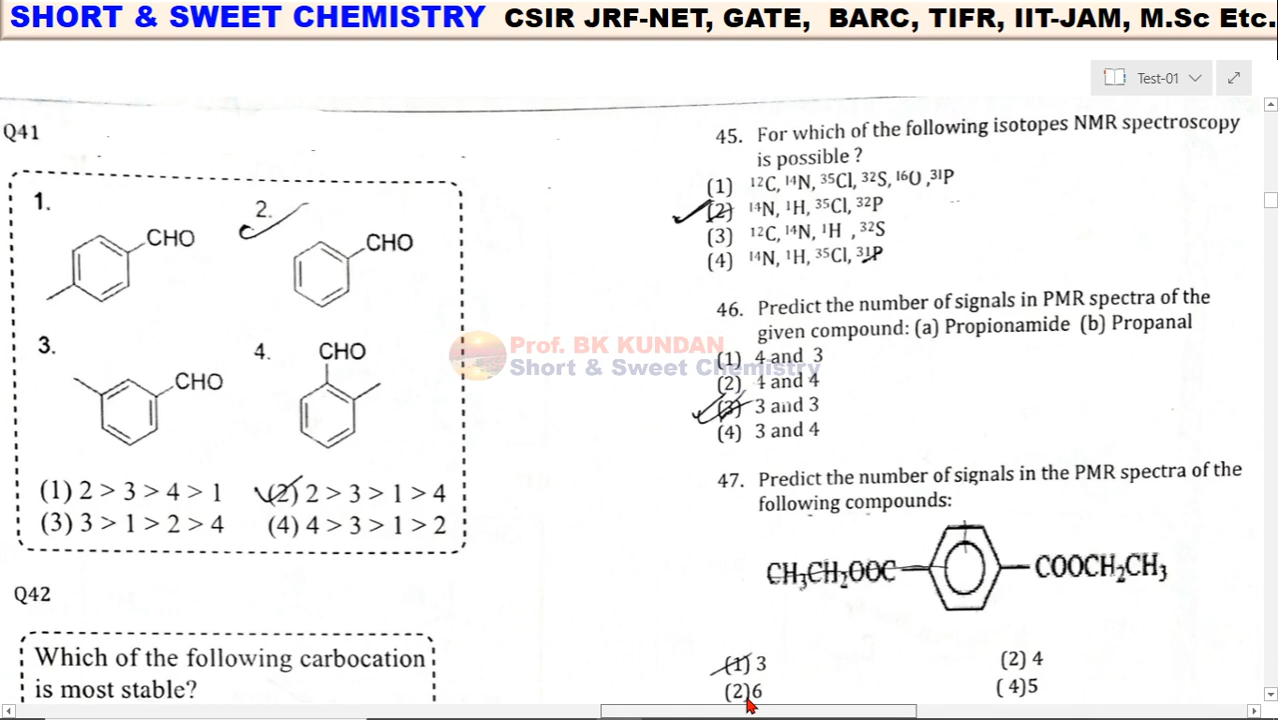 SHORT & SWEET CHEMISTRY CSIR JRF-NET, GATE, BARC, TIFR, IIT-JAM, M.Sc Etc.
Test-01
Q41
1.
CHO
2.
CHO
3.
CHO
4.
CHO
(1) 2 > 3 > 4 > 1 (2) 2 > 3 > 1 > 4
(3) 3 > 1 > 2 > 4 (4) 4 > 3 > 1 > 2
Q42
Which of the following carbocation
is most stable?
Prof. BK KUNDAN
Short & Sweet Chemistry
45. For which of the following isotopes NMR spectroscopy
is possible ?
(1) ¹²C, ¹⁴N, ³⁵Cl, ³²S, ¹⁶O ,³¹P
(2) ¹⁴N, ¹H, ³⁵Cl, ³²P
(3) ¹²C, ¹⁴N, ¹H , ³²S
(4) ¹⁴N, ¹H, ³⁵Cl, ³¹P
46. Predict the number of signals in PMR spectra of the
given compound: (a) Propionamide (b) Propanal
(1) 4 and 3
(2) 4 and 4
(3) 3 and 3
(4) 3 and 4
47. Predict the number of signals in the PMR spectra of the
following compounds:
CH₃CH₂OOC COOCH₂CH₃
(1) 3 (2) 4
(2)6 ( 4)5